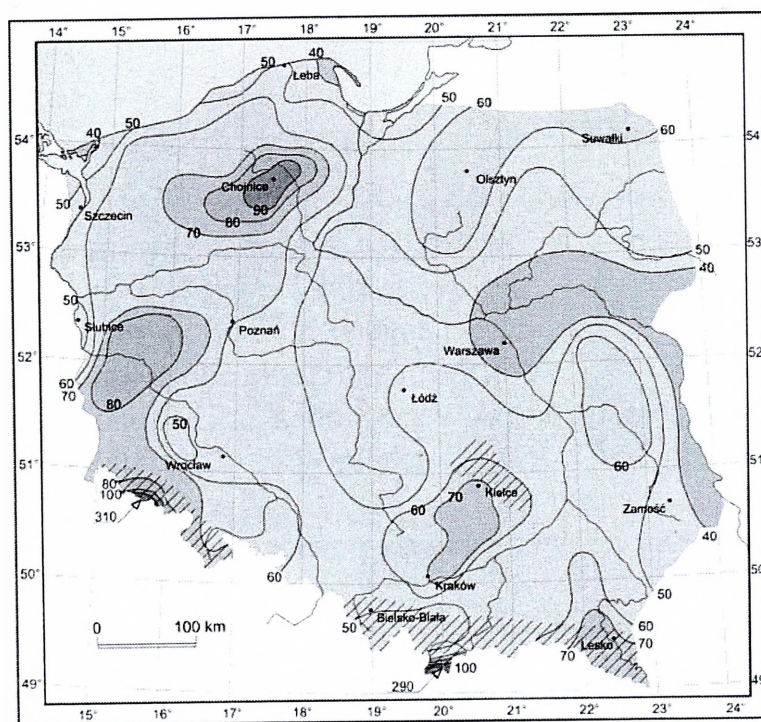 15° 16° 17° 18° 19° 20° 21° 22° 23° 24°
50 40
Łeba
50
50
60
54° 40 54
Suwałki 60
Chojnice Olsztyn
50 Szczecin 90
80
70
53° 50 53
40
50
Słubice Poznań
Warszawa
52° 52
60
70 Łódź
80
50
51° Wrocław 60 51
80 70 Kielce
100 60 Zamość
310
40
50° 60 50
Kraków 50
Bielsko-Biała 60
0 100 km 50 70
100 70 Lesko
290
49° 49
15° 16° 17° 18° 19° 20° 21° 22° 23°